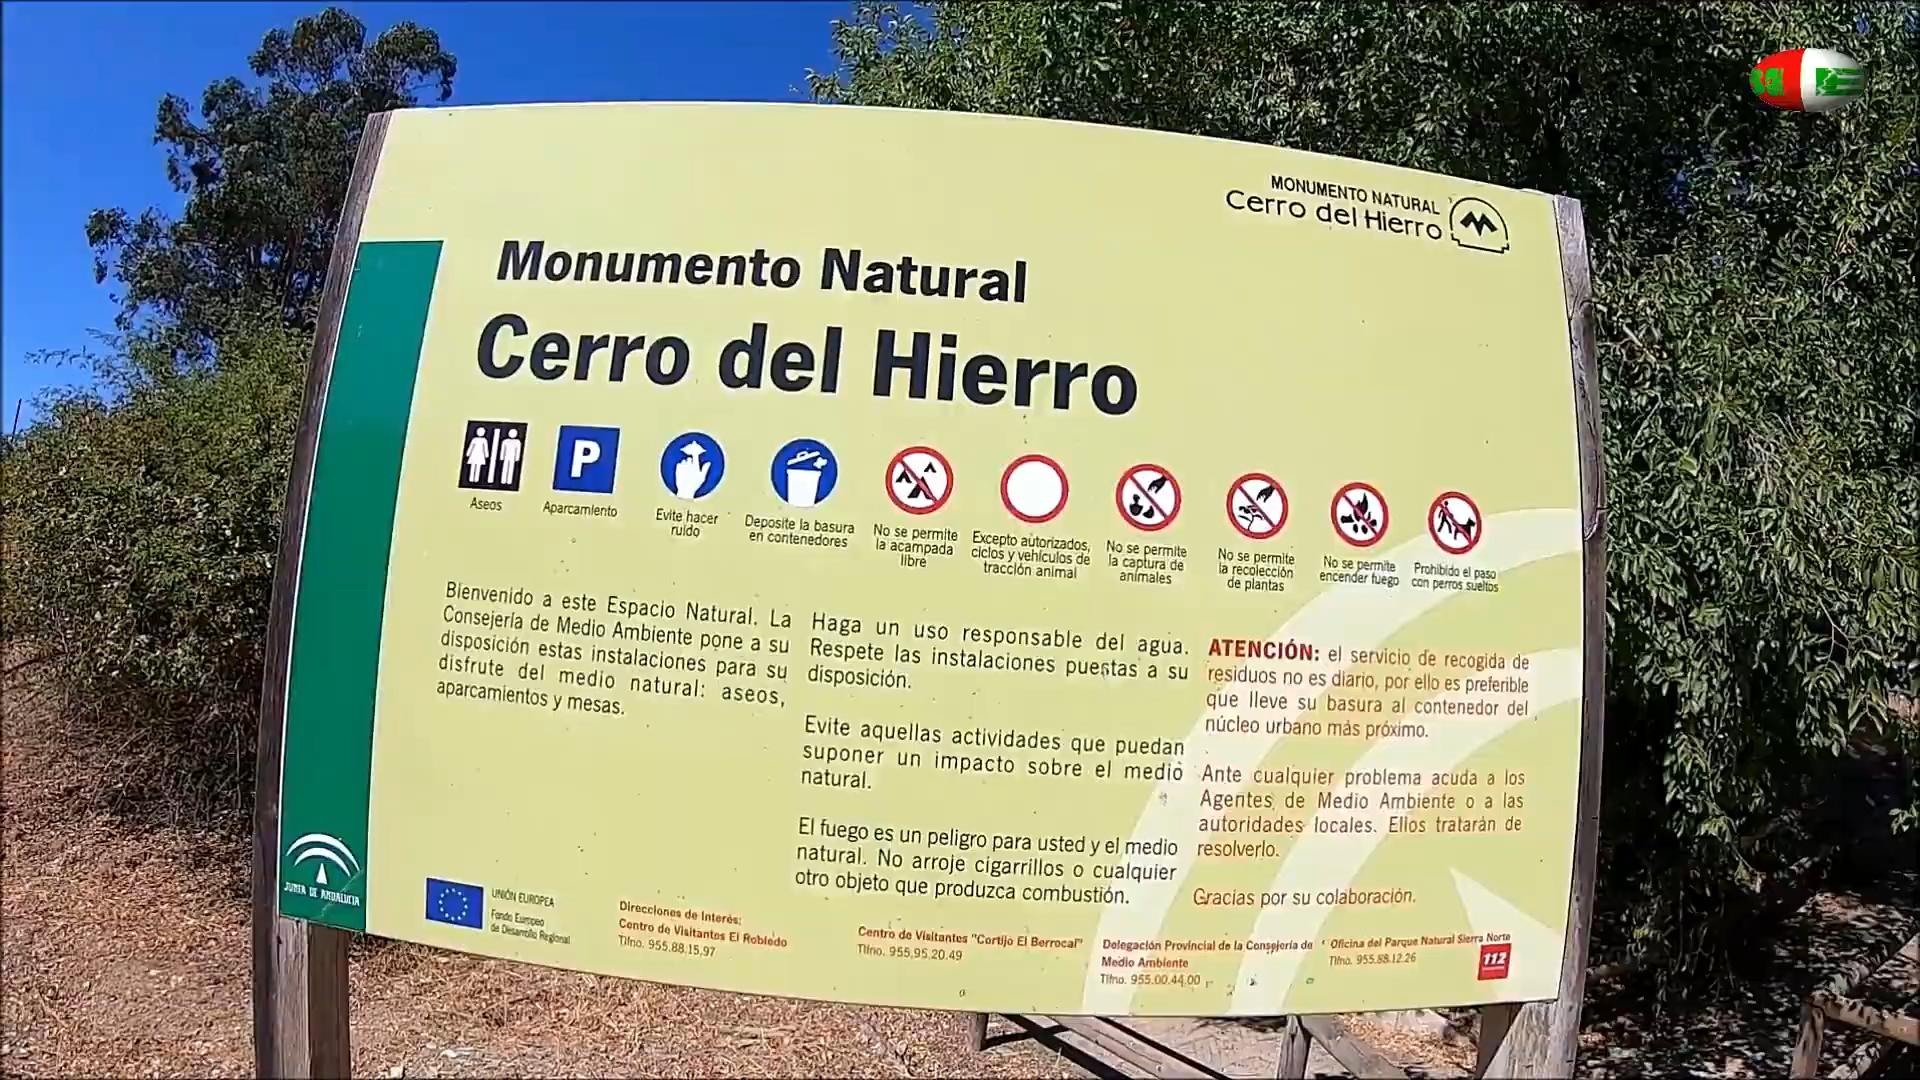 MONUMENTO NATURAL
Cerro del Hierro
Monumento Natural
Cerro del Hierro
P
Aseos
Aparcamiento
Evite hacer
ruido
Deposite la basura
en contenedores
No se permite
la acampada
libre
Excepto autorizados,
ciclos y vehículos de
tracción animal
No se permite
la captura de
animales
No se permite
la recolección
de plantas
No se permite
encender fuego
Prohibido el paso
con perros sueltos
Bienvenido a este Espacio Natural. La
Consejería de Medio Ambiente pone a su
disposición estas instalaciones para su
disfrute del medio natural: aseos,
aparcamientos y mesas.
Haga un uso responsable del agua.
Respete las instalaciones puestas a su
disposición.
Evite aquellas actividades que puedan
suponer un impacto sobre el medio
natural.
El fuego es un peligro para usted y el medio
natural. No arroje cigarrillos o cualquier
otro objeto que produzca combustión.
ATENCIÓN: el servicio de recogida de
residuos no es diario, por ello es preferible
que lleve su basura al contenedor del
núcleo urbano más próximo.
Ante cualquier problema acuda a los
Agentes de Medio Ambiente o a las
autoridades locales. Ellos tratarán de
resolverlo.
Gracias por su colaboración.
JUNTA DE ANDALUCIA
UNIÓN EUROPEA
Fondo Europeo
de Desarrollo Regional
Direcciones de Interés:
Centro de Visitantes El Robledo
Tlfno. 955.88.15.97
Centro de Visitantes "Cortijo El Berrocal"
Tlfno. 955.95.20.49
Delegación Provincial de la Consejería de
Medio Ambiente
Tlfno. 955.00.44.00
Oficina del Parque Natural Sierra Norte
Tlfno. 955.88.12.26
112